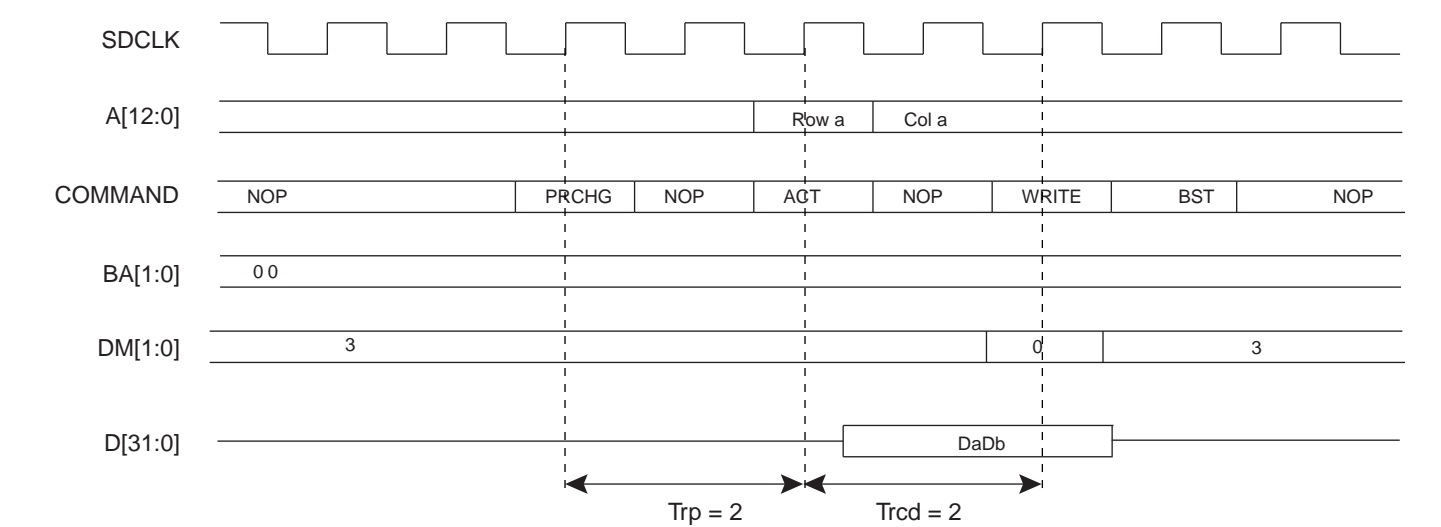 SDCLK
A[12:0] Row a Col a
COMMAND NOP PRCHG NOP ACT NOP WRITE BST NOP
BA[1:0] 0 0
DM[1:0] 3 0 3
D[31:0] DaDb
Trp = 2 Trcd = 2